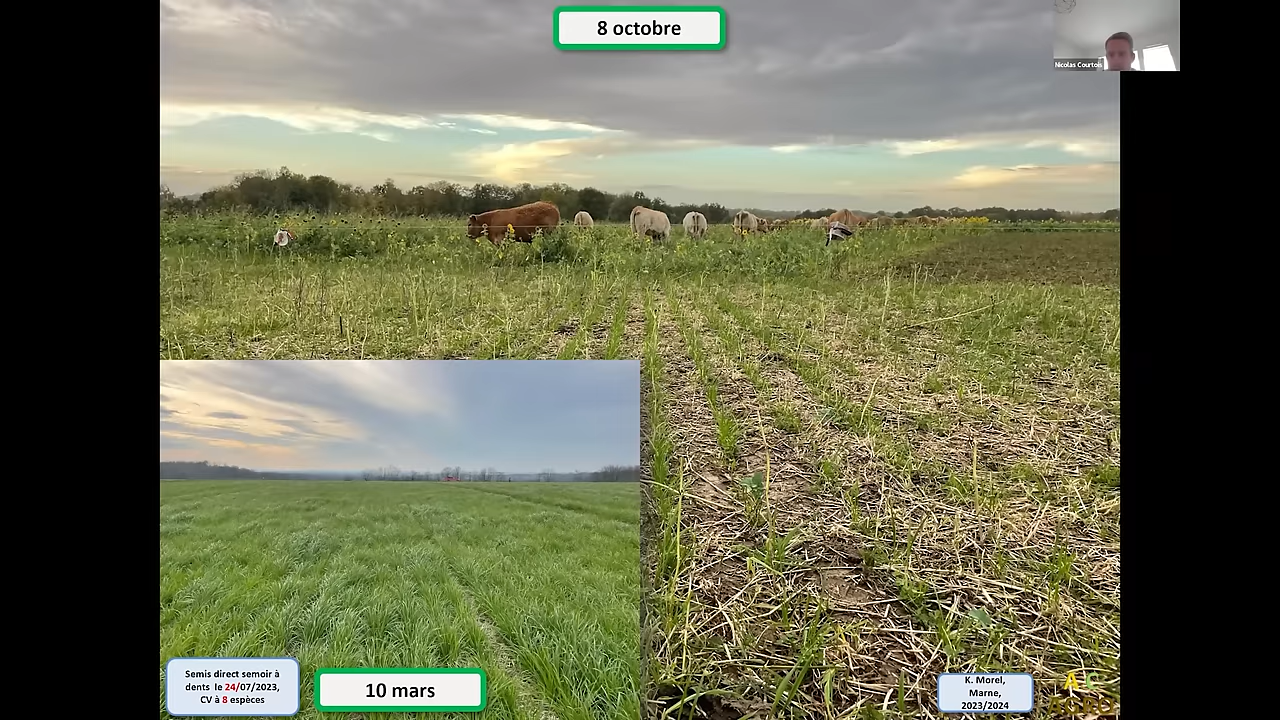 8 octobre
Nicolas Courtois
Semis direct semoir à
dents le 24/07/2023,
CV à 8 espèces
10 mars
K. Morel,
Marne,
2023/2024